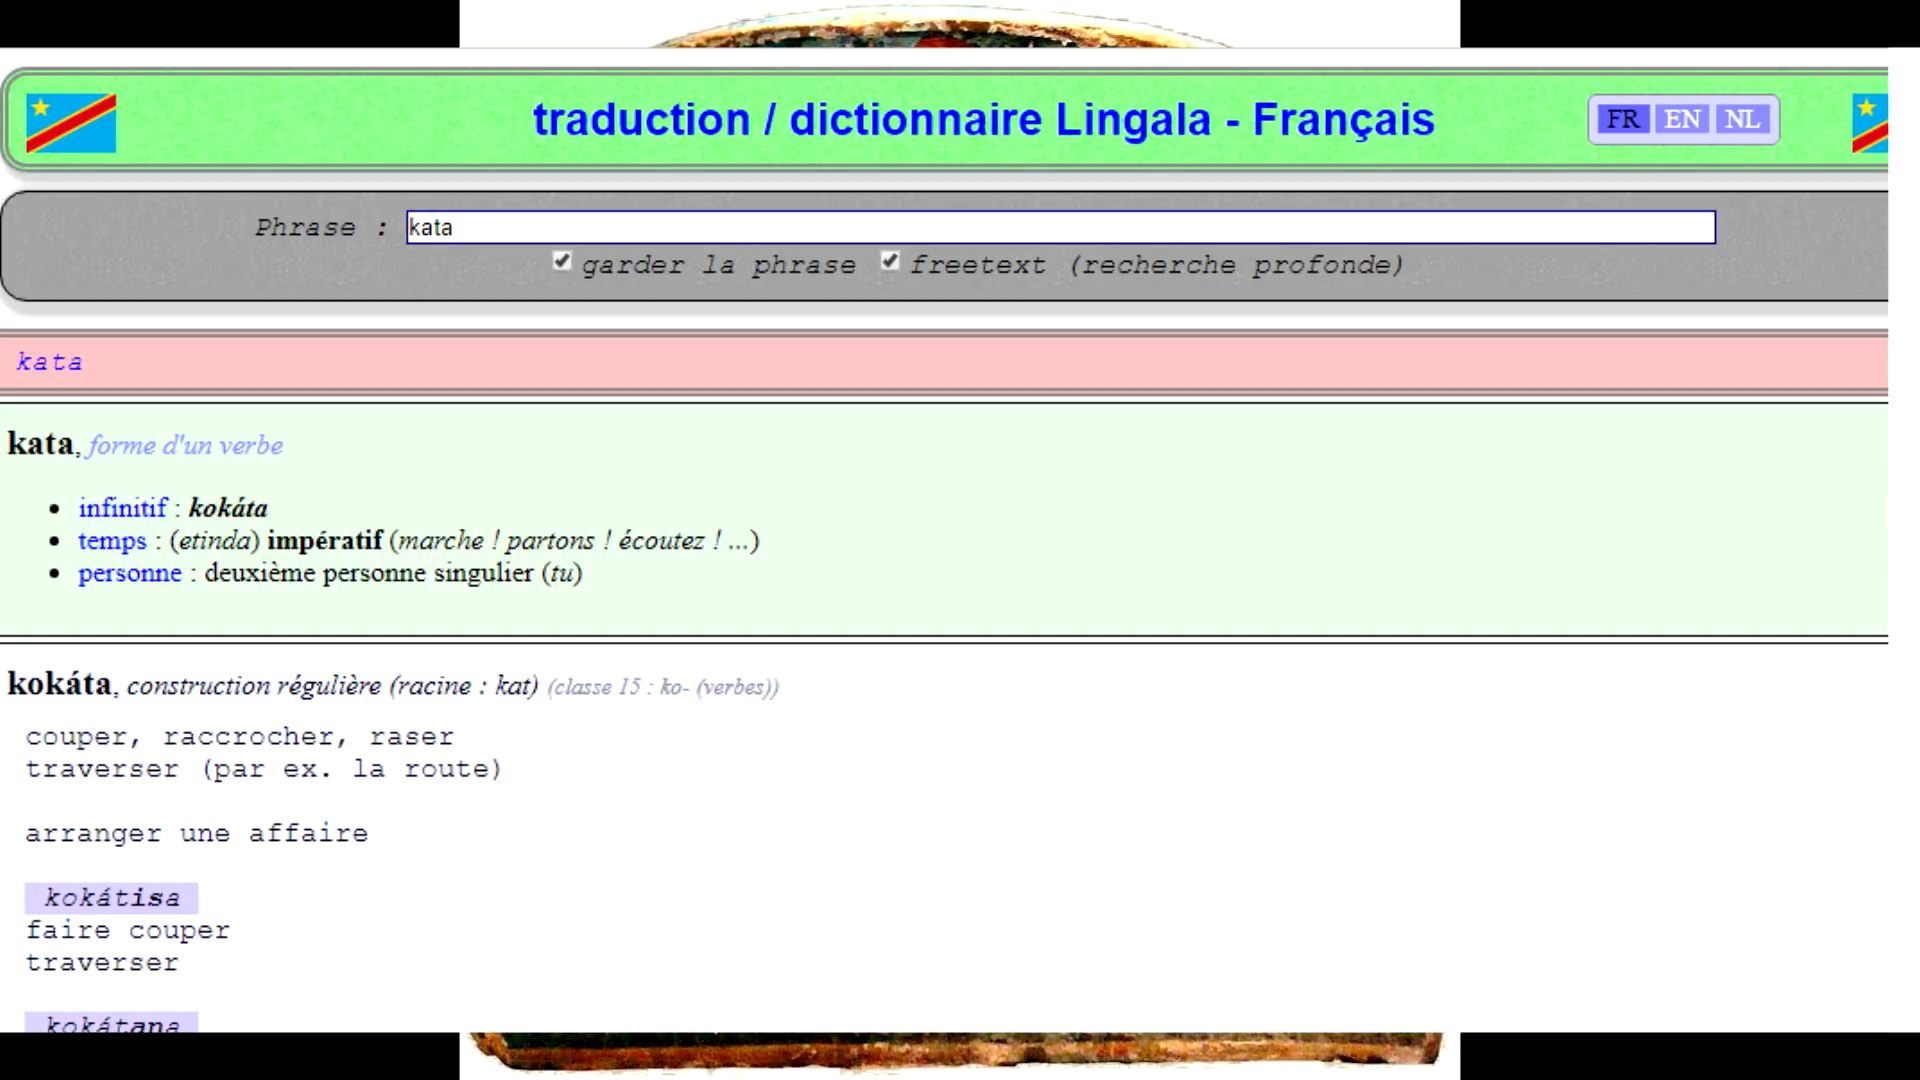 traduction / dictionnaire Lingala - Français
FR EN NL
Phrase : kata
garder la phrase freetext (recherche profonde)
kata
kata, forme d'un verbe
infinitif : kokáta
temps : (etinda) impératif (marche ! partons ! écoutez ! ...)
personne : deuxième personne singulier (tu)
kokáta, construction régulière (racine : kat) (classe 15 : ko- (verbes))
couper, raccrocher, raser
traverser (par ex. la route)
arranger une affaire
kokátisa
faire couper
traverser
kokátana